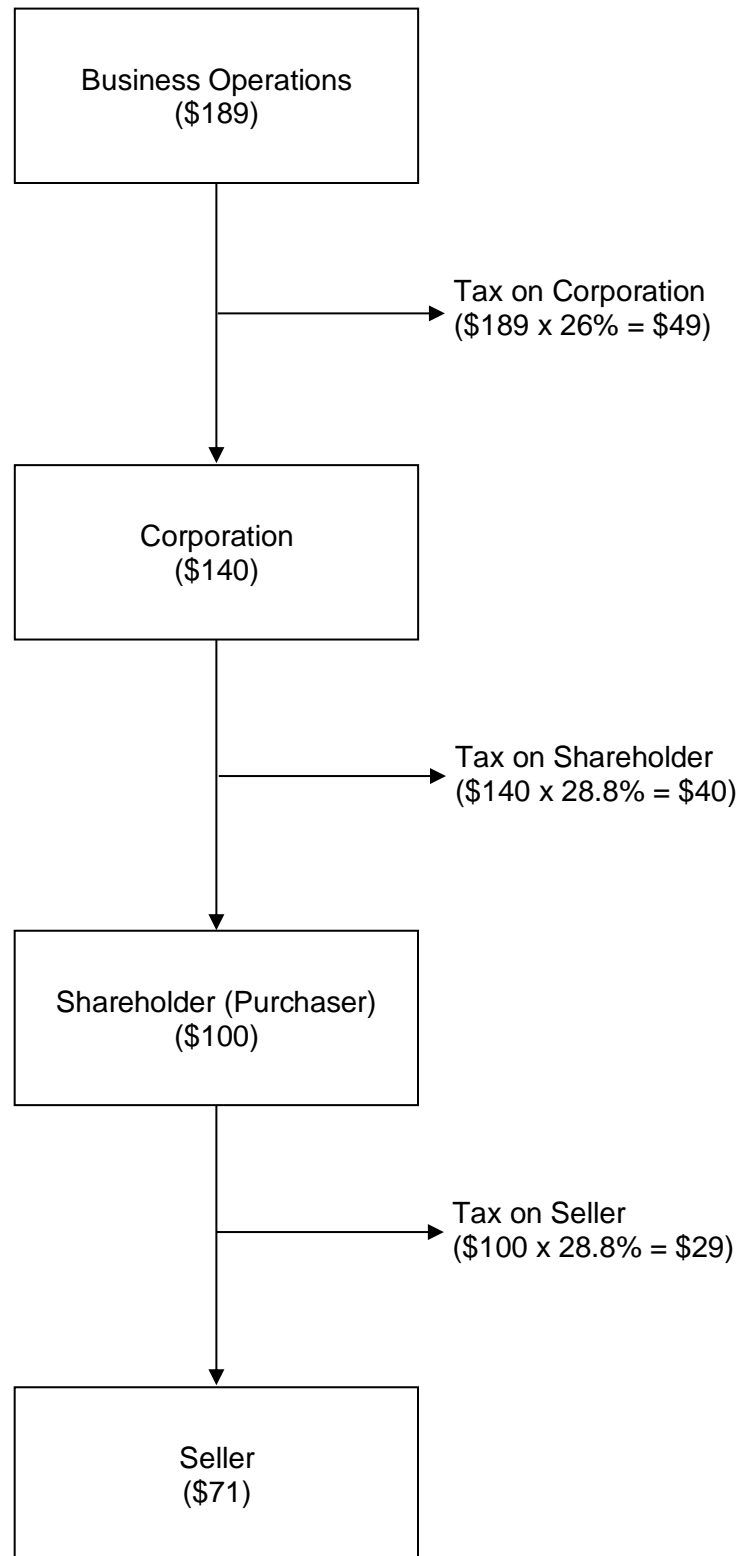 Business Operations
($189)
Tax on Corporation
($189 x 26% = $49)
Corporation
($140)
Tax on Shareholder
($140 x 28.8% = $40)
Shareholder (Purchaser)
($100)
Tax on Seller
($100 x 28.8% = $29)
Seller
($71)